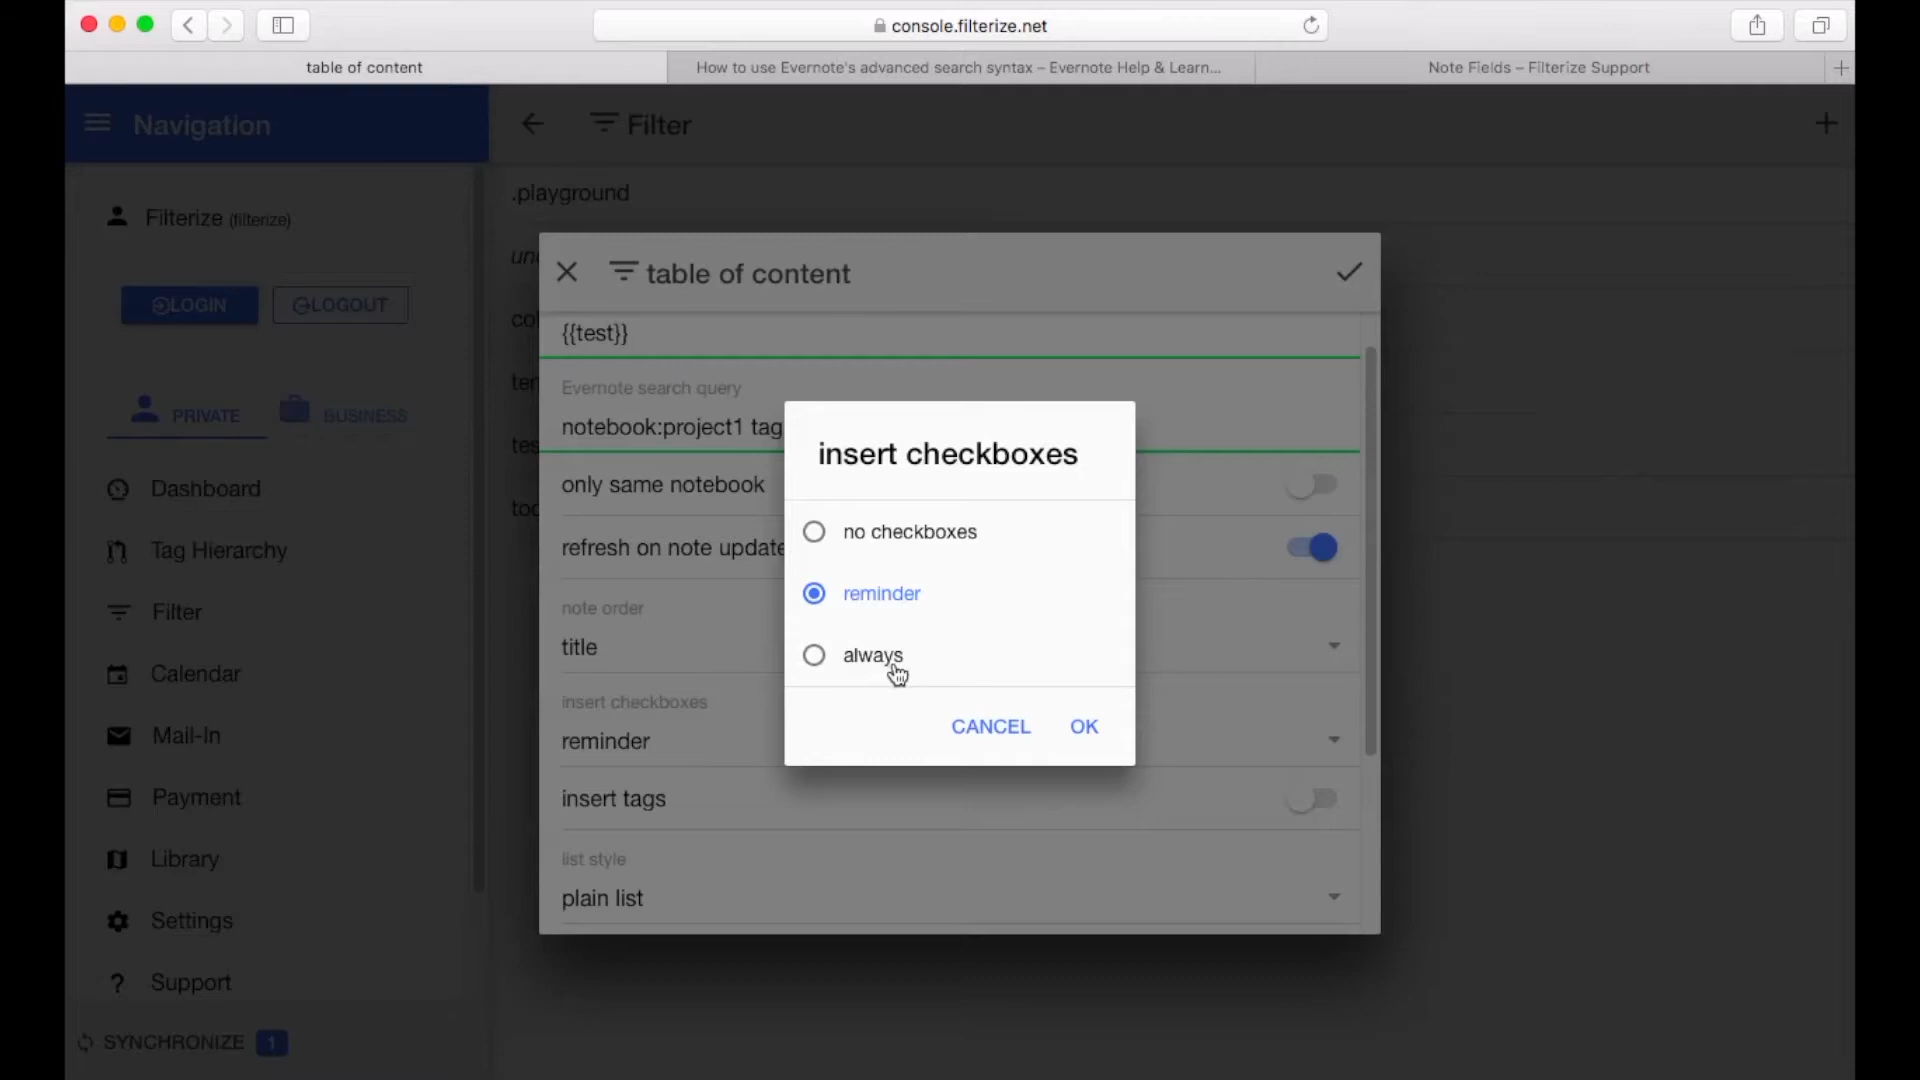 console.filterize.net
table of content
How to use Evernote's advanced search syntax – Evernote Help & Learn...
Note Fields – Filterize Support
Navigation
Filter
Filterize (filterize)
LOGIN
LOGOUT
PRIVATE
BUSINESS
Dashboard
Tag Hierarchy
Filter
Calendar
Mail-In
Payment
Library
Settings
? Support
SYNCHRONIZE 1
.playground
table of content
{{test}}
Evernote search query
notebook:project1 tag
only same notebook
refresh on note update
note order
title
insert checkboxes
reminder
insert tags
list style
plain list
insert checkboxes
no checkboxes
reminder
always
CANCEL
OK